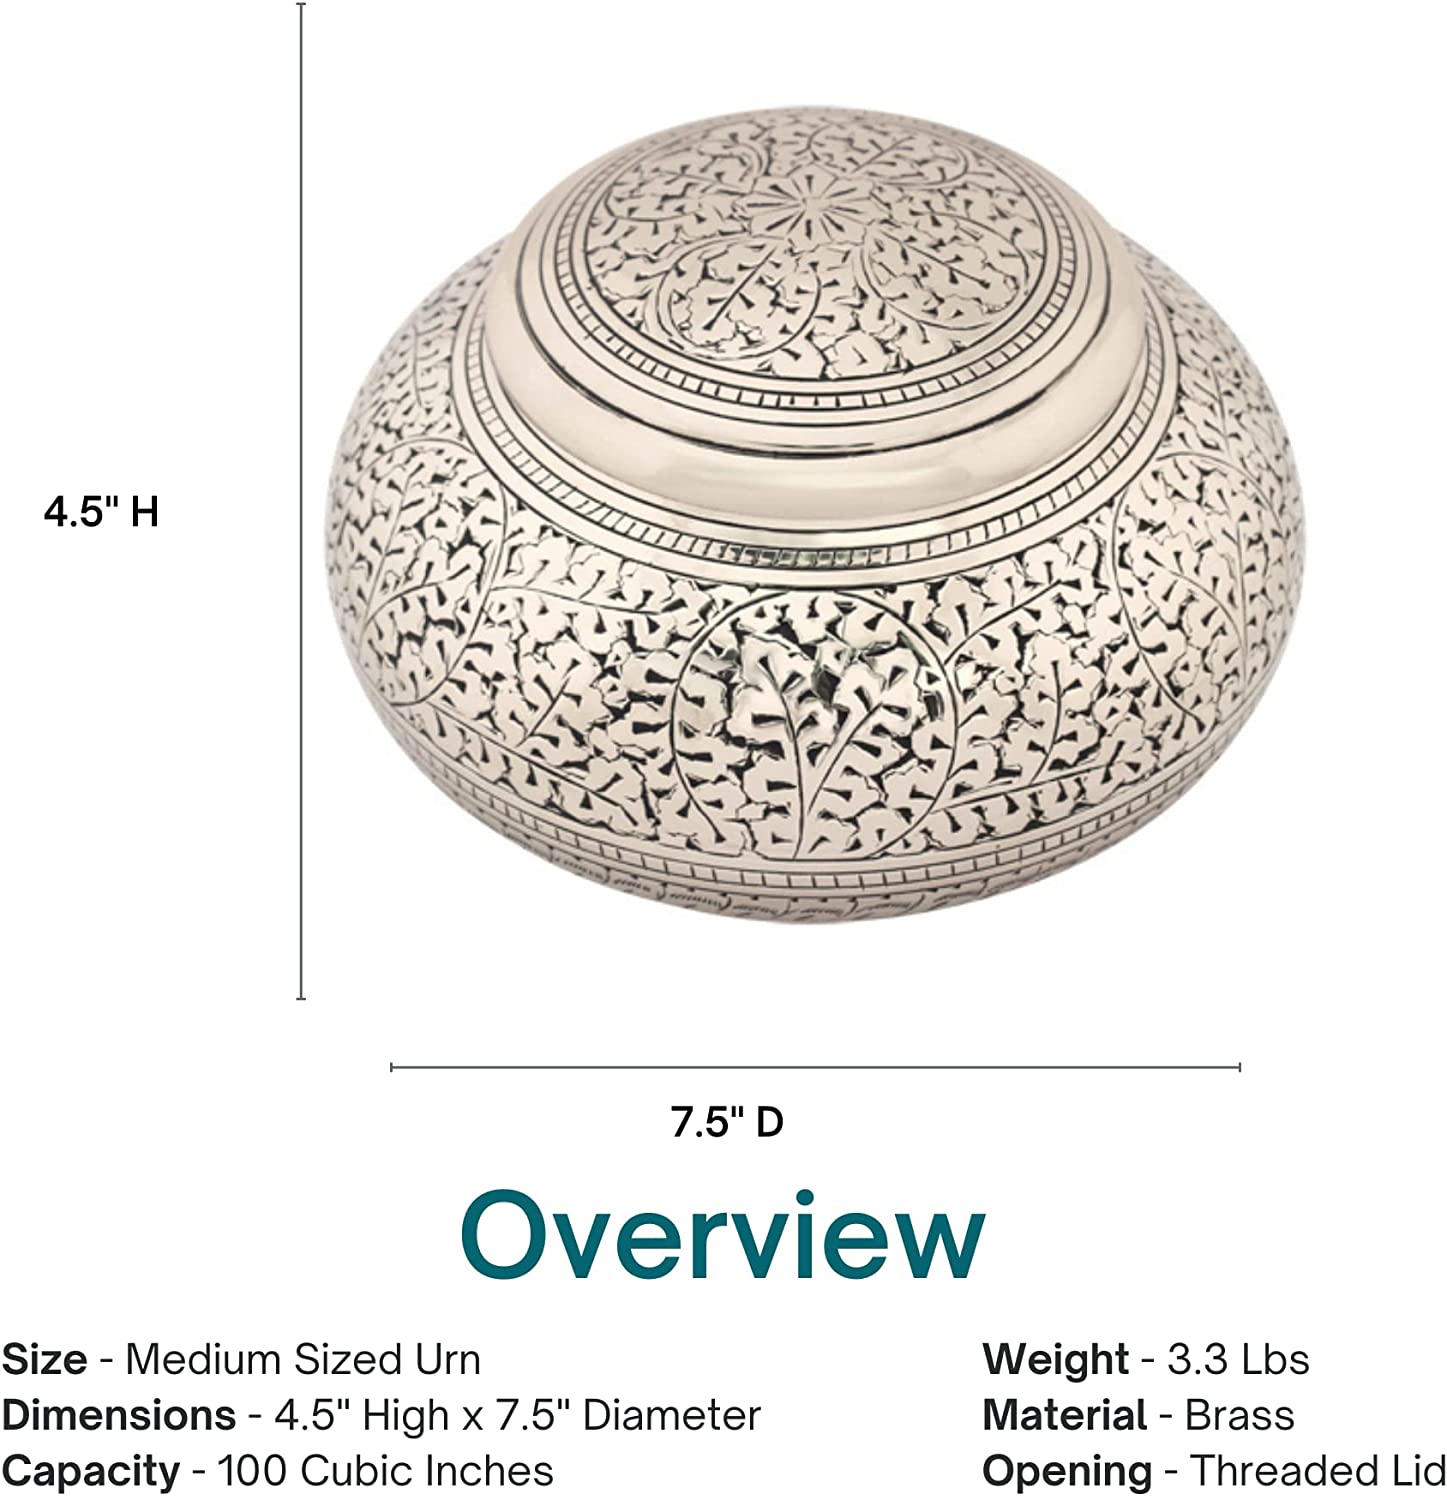 4.5" H
7.5" D
Overview
Size - Medium Sized Urn
Dimensions - 4.5" High x 7.5" Diameter
Capacity - 100 Cubic Inches
Weight - 3.3 Lbs
Material - Brass
Opening - Threaded Lid